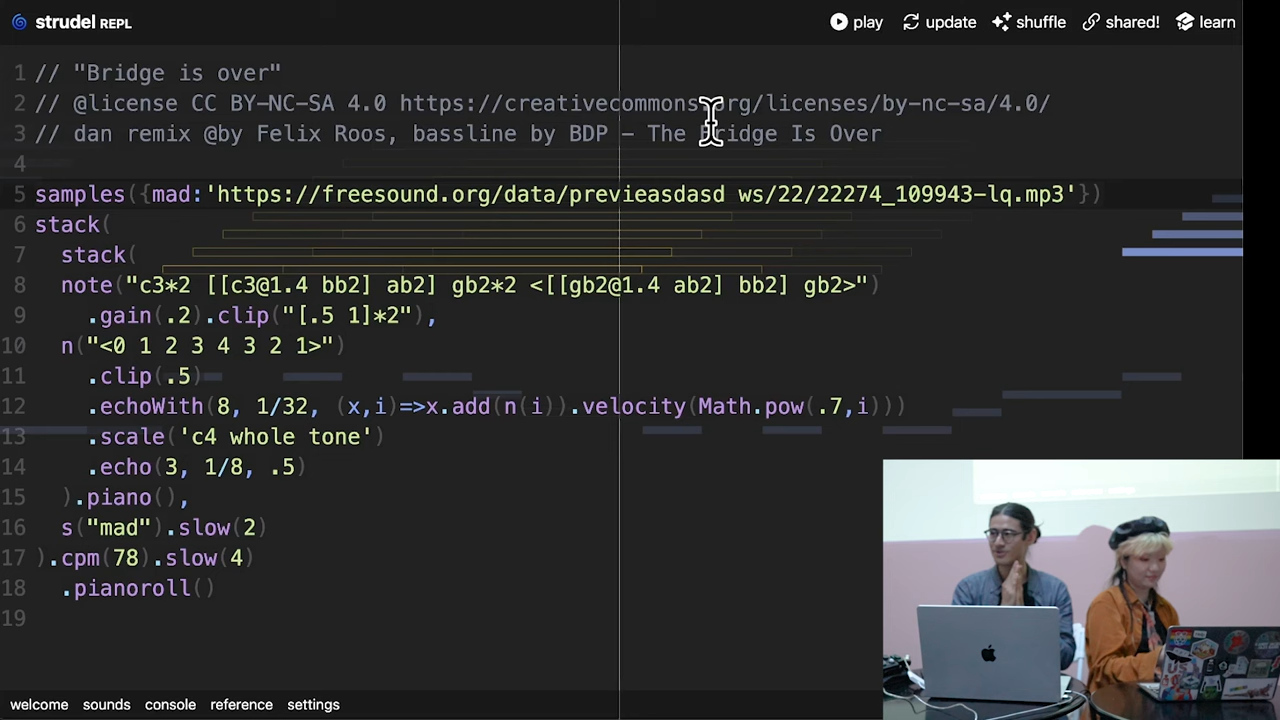 strudel REPL
play
update
shuffle
shared!
learn
1 // "Bridge is over"
2 // @license CC BY-NC-SA 4.0 https://creativecommons.org/licenses/by-nc-sa/4.0/
3 // dan remix @by Felix Roos, bassline by BDP - The Bridge Is Over
4
5 samples({mad:'https://freesound.org/data/previeasdasd ws/22/22274_109943-lq.mp3'})
6 stack(
7 stack(
8 note("c3*2 [[c3@1.4 bb2] ab2] gb2*2 <[[gb2@1.4 ab2] bb2] gb2>")
9 .gain(.2).clip("[.5 1]*2"),
10 n("<0 1 2 3 4 3 2 1>")
11 .clip(.5)
12 .echoWith(8, 1/32, (x,i)=>x.add(n(i)).velocity(Math.pow(.7,i)))
13 .scale('c4 whole tone')
14 .echo(3, 1/8, .5)
15 ).piano(),
16 s("mad").slow(2)
17 ).cpm(78).slow(4)
18 .pianoroll()
19
welcome
sounds
console
reference
settings